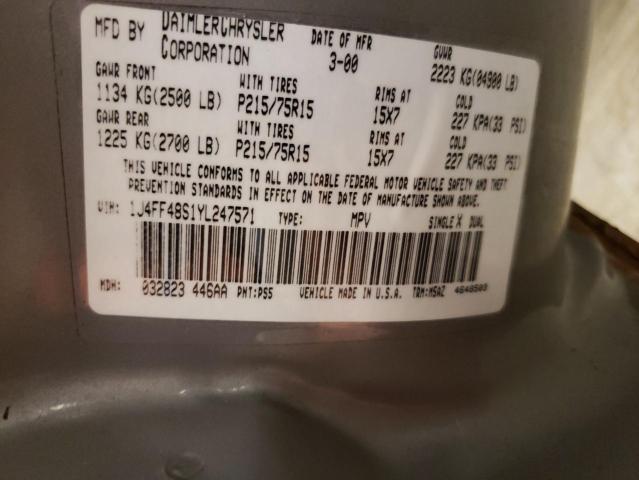 MFD BY DAIMLERCHRYSLER CORPORATION DATE OF MFR 3-00 GVWR 2223 KG(04900 LB)
GAWR FRONT WITH TIRES RIMS AT COLD
1134 KG(2500 LB) P215/75R15 15X7 227 KPA(33 PSI)
GAWR REAR WITH TIRES RIMS AT COLD
1225 KG(2700 LB) P215/75R15 15X7 227 KPA(33 PSI)
THIS VEHICLE CONFORMS TO ALL APPLICABLE FEDERAL MOTOR VEHICLE SAFETY AND THEFT
PREVENTION STANDARDS IN EFFECT ON THE DATE OF MANUFACTURE SHOWN ABOVE.
VIN: 1J4FF48S1YL247571 TYPE: MPV SINGLE X DUAL
MDH: 032823 446AA PNT:PS5 VEHICLE MADE IN U.S.A. TRM:M5AZ 4648503